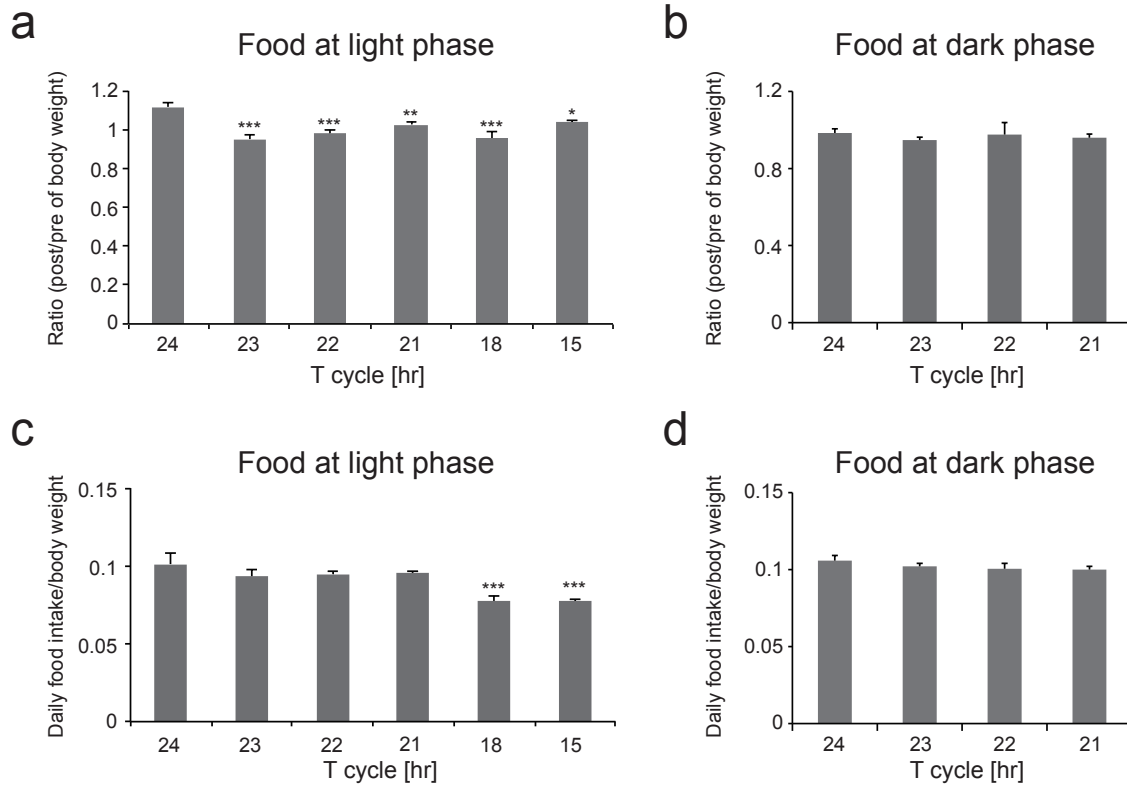 a
Food at light phase
Ratio (post/pre of body weight)
1.2
1
0.8
0.6
0.4
0.2
0
*** *** ** *** *
24 23 22 21 18 15
T cycle [hr]
b
Food at dark phase
Ratio (post/pre of body weight)
1.2
0.8
0.4
0
24 23 22 21
T cycle [hr]
c
Food at light phase
Daily food intake/body weight
0.15
0.1
0.05
0
*** ***
24 23 22 21 18 15
T cycle [hr]
d
Food at dark phase
Daily food intake/body weight
0.15
0.1
0.05
0
24 23 22 21
T cycle [hr]